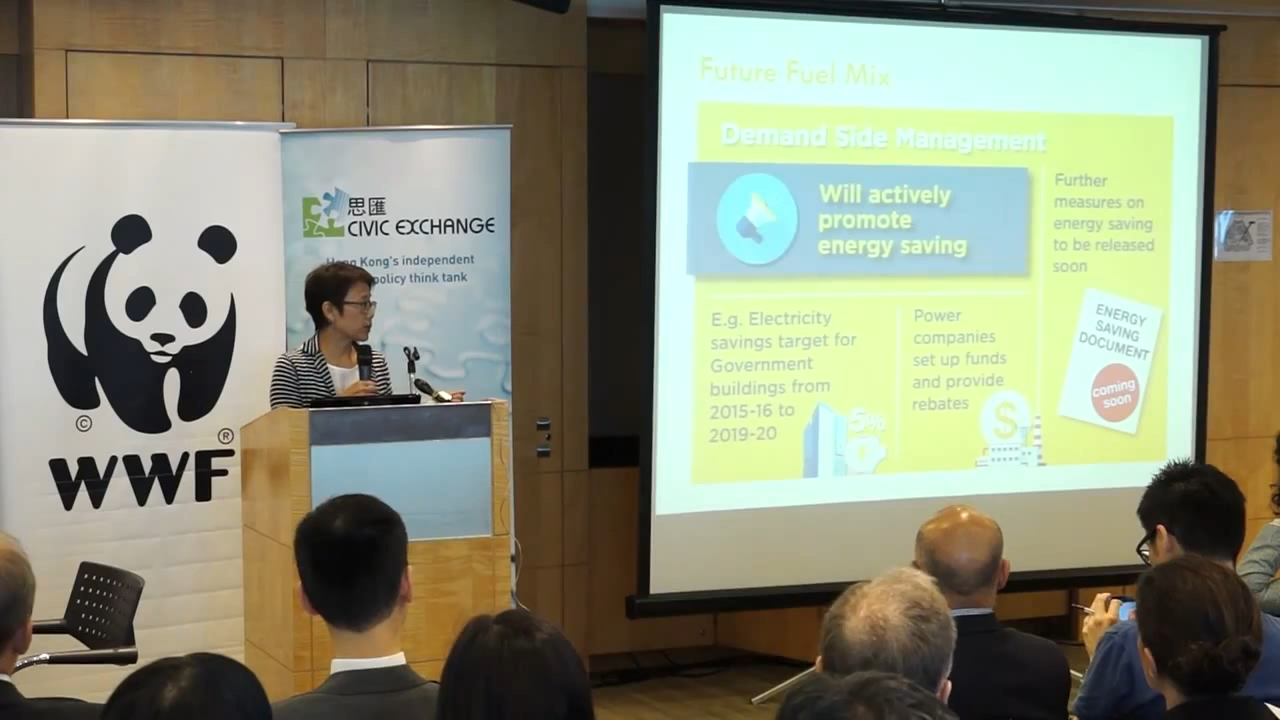 ©
®
WWF
思匯
CIVIC EXCHANGE
Hong Kong's independent
policy think tank
Future Fuel Mix
Demand Side Management
Will actively
promote
energy saving
Further
measures on
energy saving
to be released
soon
E.g. Electricity
savings target for
Government
buildings from
2015-16 to
2019-20
5%
Power
companies
set up funds
and provide
rebates
$
ENERGY
SAVING
DOCUMENT
coming
soon